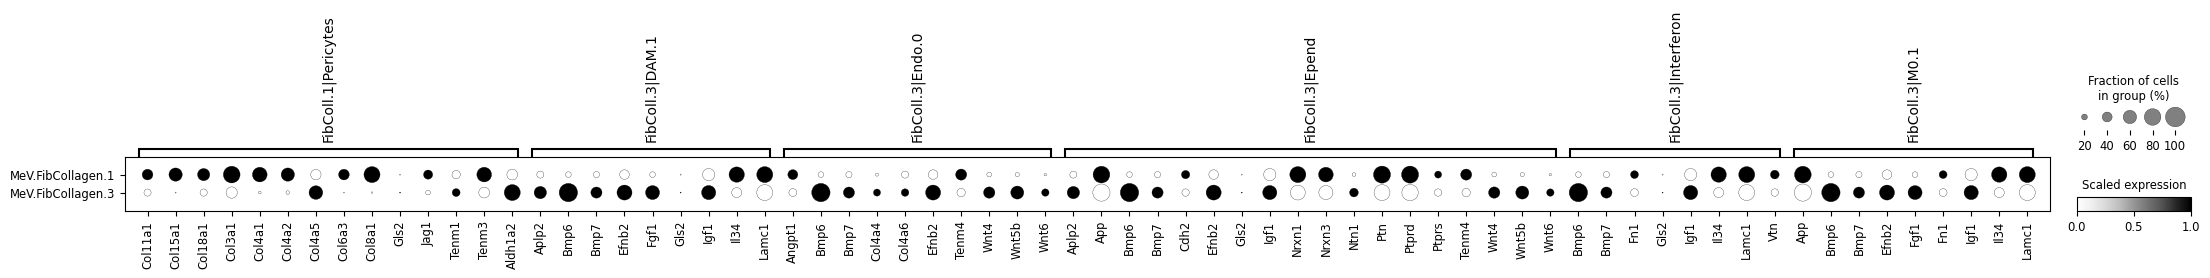 FibColl.1|Pericytes
FibColl.3|DAM.1
FibColl.3|Endo.0
FibColl.3|Epend
FibColl.3|Interferon
FibColl.3|M0.1
MeV.FibCollagen.1
MeV.FibCollagen.3
Col11a1
Col15a1
Col18a1
Col3a1
Col4a1
Col4a2
Col4a5
Col6a3
Col8a1
Gls2
Jag1
Tenm1
Tenm3
Aldh1a2
Aplp2
Bmp6
Bmp7
Efnb2
Fgf1
Gls2
Igf1
Il34
Lamc1
Angpt1
Bmp6
Bmp7
Col4a4
Col4a6
Efnb2
Tenm4
Wnt4
Wnt5b
Wnt6
Aplp2
App
Bmp6
Bmp7
Cdh2
Efnb2
Gls2
Igf1
Nrxn1
Nrxn3
Ntn1
Ptn
Ptprd
Ptprs
Tenm4
Wnt4
Wnt5b
Wnt6
Bmp6
Bmp7
Fn1
Gls2
Igf1
Il34
Lamc1
Vtn
App
Bmp6
Bmp7
Efnb2
Fgf1
Fn1
Igf1
Il34
Lamc1
Fraction of cells
in group (%)
20 40 60 80 100
Scaled expression
0.0 0.5 1.0